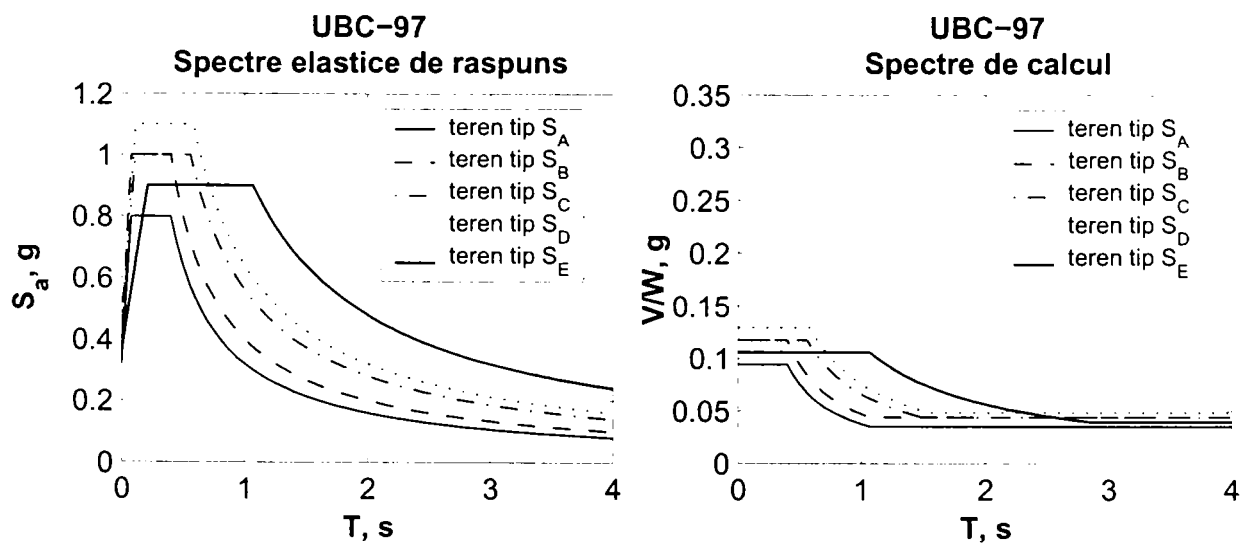 UBC−97
Spectre elastice de raspuns
1.2
1
0.8
0.6
0.4
0.2
0
S_a, g
teren tip S_A
teren tip S_B
teren tip S_C
teren tip S_D
teren tip S_E
0 1 2 3 4
T, s
UBC−97
Spectre de calcul
0.35
0.3
0.25
0.2
0.15
0.1
0.05
0
V/W, g
teren tip S_A
teren tip S_B
teren tip S_C
teren tip S_D
teren tip S_E
0 1 2 3 4
T, s